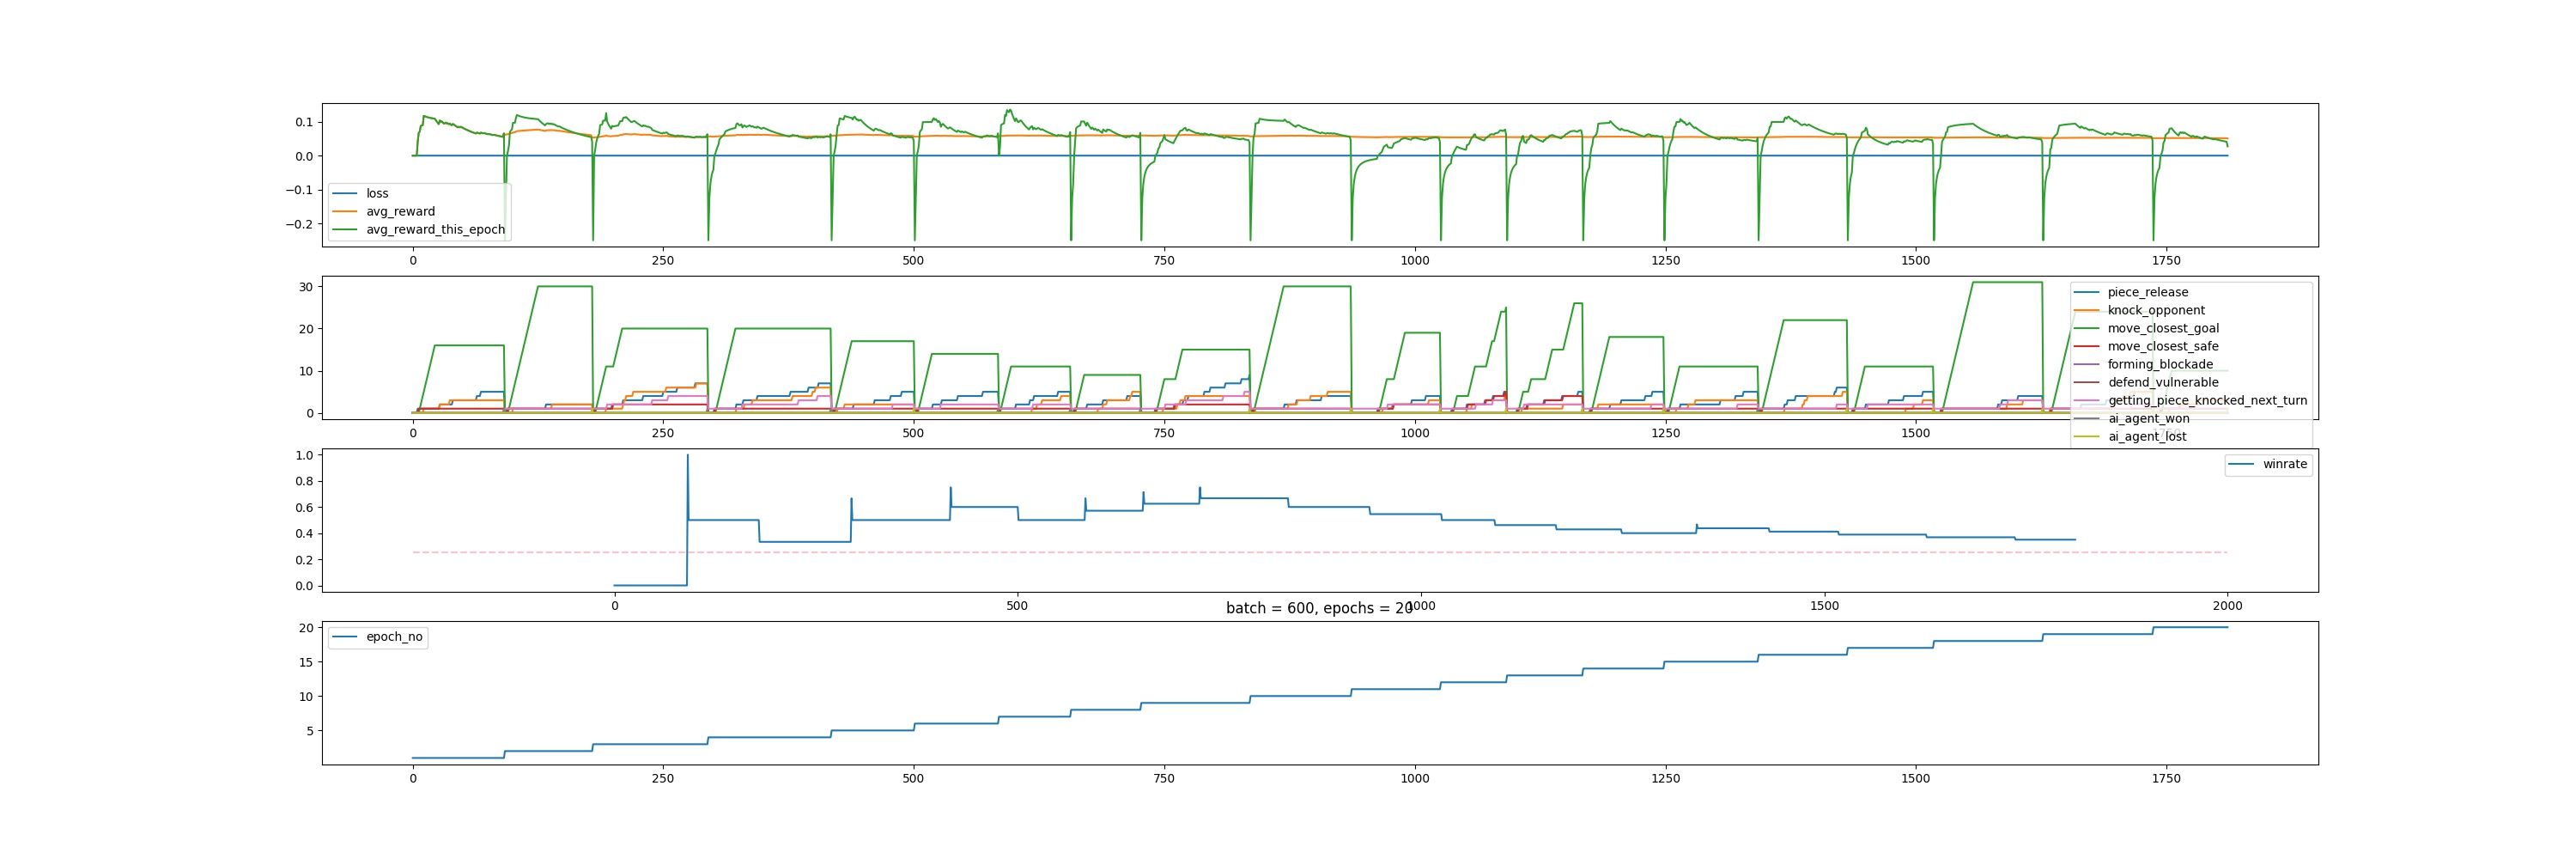 0.1
0.0
−0.1
−0.2
loss
avg_reward
avg_reward_this_epoch
0 250 500 750 1000 1250 1500 1750
30
20
10
0
piece_release
knock_opponent
move_closest_goal
move_closest_safe
forming_blockade
defend_vulnerable
getting_piece_knocked_next_turn
ai_agent_won
ai_agent_lost
0 250 500 750 1000 1250 1500 1750
1.0
0.8
0.6
0.4
0.2
0.0
winrate
0 500 1000 1500 2000
batch = 600, epochs = 20
20
15
10
5
epoch_no
0 250 500 750 1000 1250 1500 1750